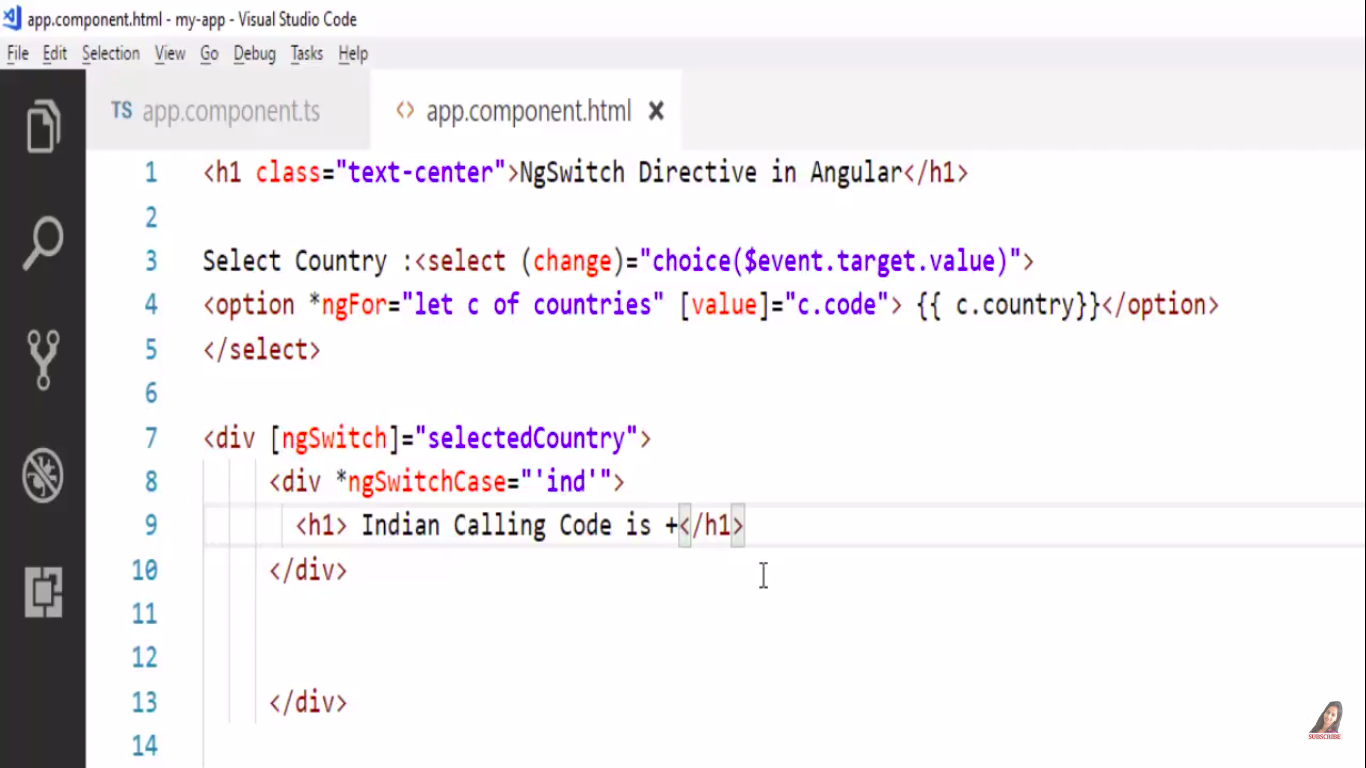 app.component.html - my-app - Visual Studio Code
File Edit Selection View Go Debug Tasks Help
TS app.component.ts <> app.component.html ×
1 <h1 class="text-center">NgSwitch Directive in Angular</h1>
2
3 Select Country :<select (change)="choice($event.target.value)">
4 <option *ngFor="let c of countries" [value]="c.code"> {{ c.country}}</option>
5 </select>
6
7 <div [ngSwitch]="selectedCountry">
8 <div *ngSwitchCase="'ind'">
9 <h1> Indian Calling Code is +</h1>
10 </div>
11
12
13 </div>
14
SUBSCRIBE